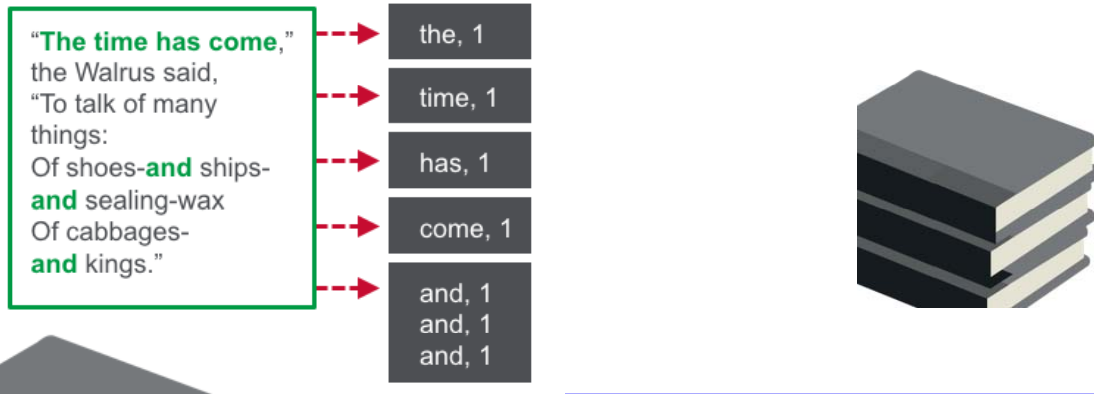 “The time has come,”
the Walrus said,
“To talk of many
things:
Of shoes-and ships-
and sealing-wax
Of cabbages-
and kings.”
the, 1
time, 1
has, 1
come, 1
and, 1
and, 1
and, 1